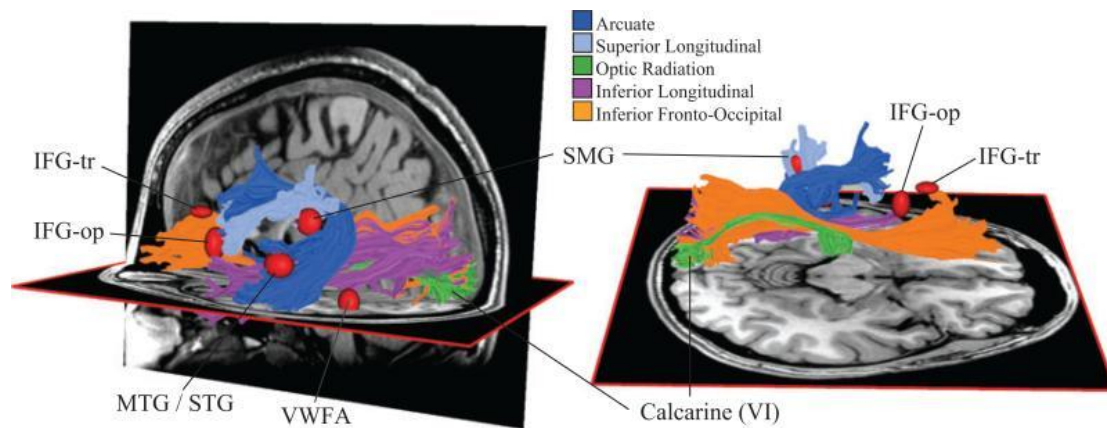 Arcuate
Superior Longitudinal
Optic Radiation
Inferior Longitudinal
Inferior Fronto-Occipital
IFG-tr
IFG-op
SMG
IFG-op
IFG-tr
MTG / STG
VWFA
Calcarine (VI)